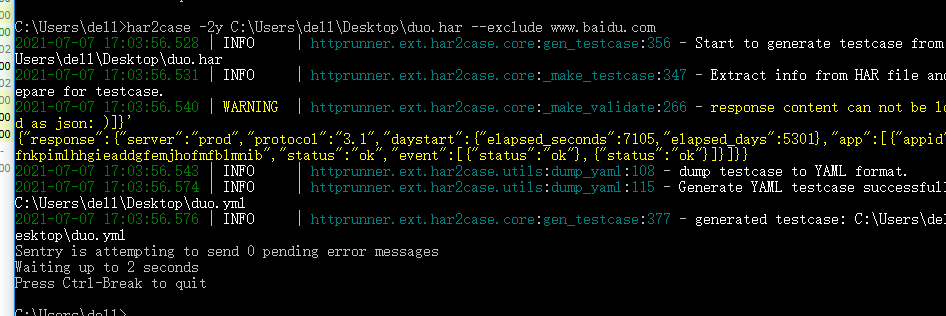 C:\Users\dell>har2case -2y C:\Users\dell\Desktop\duo.har --exclude www.baidu.com
2021-07-07 17:03:56.528 | INFO     | httprunner.ext.har2case.core:gen_testcase:356 - Start to generate testcase from
Users\dell\Desktop\duo.har
2021-07-07 17:03:56.531 | INFO     | httprunner.ext.har2case.core:_make_testcase:347 - Extract info from HAR file and
epare for testcase.
2021-07-07 17:03:56.540 | WARNING  | httprunner.ext.har2case.core:_make_validate:266 - response content can not be lo
d as json: )]}'
{"response":{"server":"prod","protocol":"3.1","daystart":{"elapsed_seconds":7105,"elapsed_days":5301},"app":[{"appid"
fnkpimlhhgieaddgfemjhofmfblmnib","status":"ok","event":[{"status":"ok"},{"status":"ok"}]}]}}
2021-07-07 17:03:56.543 | INFO     | httprunner.ext.har2case.utils:dump_yaml:108 - dump testcase to YAML format.
2021-07-07 17:03:56.574 | INFO     | httprunner.ext.har2case.utils:dump_yaml:115 - Generate YAML testcase successfull
C:\Users\dell\Desktop\duo.yml
2021-07-07 17:03:56.576 | INFO     | httprunner.ext.har2case.core:gen_testcase:377 - generated testcase: C:\Users\del
esktop\duo.yml
Sentry is attempting to send 0 pending error messages
Waiting up to 2 seconds
Press Ctrl-Break to quit
C:\Users\dell>